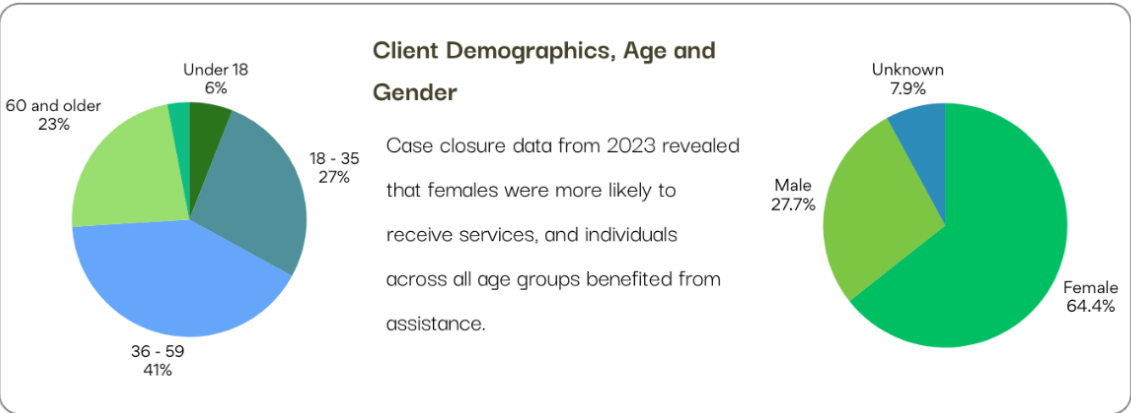 Under 18
6%
60 and older
23%
18 - 35
27%
36 - 59
41%
Client Demographics, Age and
Gender
Case closure data from 2023 revealed
that females were more likely to
receive services, and individuals
across all age groups benefited from
assistance.
Unknown
7.9%
Male
27.7%
Female
64.4%